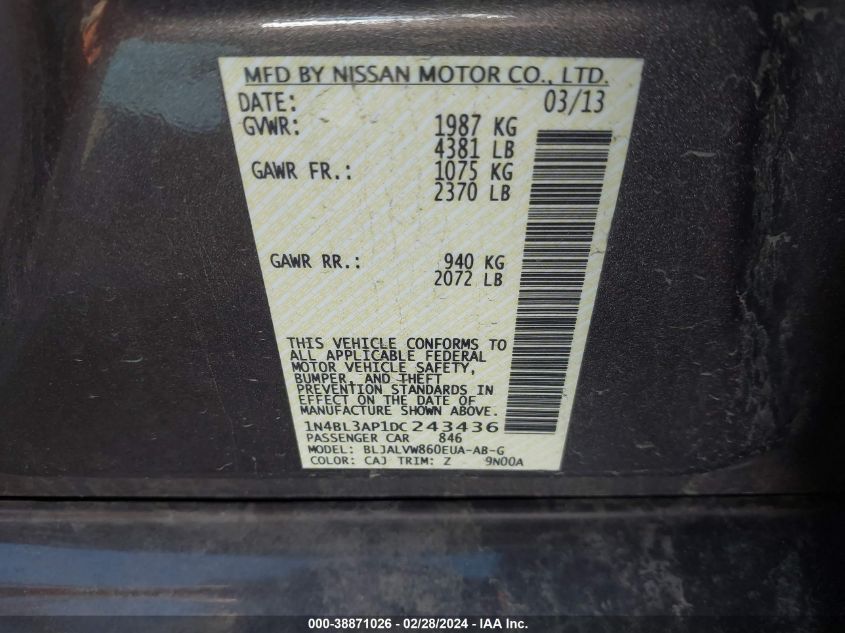 MFD BY NISSAN MOTOR CO., LTD.
DATE: 03/13
GVWR: 1987 KG
4381 LB
GAWR FR.: 1075 KG
2370 LB
GAWR RR.: 940 KG
2072 LB
THIS VEHICLE CONFORMS TO
ALL APPLICABLE FEDERAL
MOTOR VEHICLE SAFETY,
BUMPER, AND THEFT
PREVENTION STANDARDS IN
EFFECT ON THE DATE OF
MANUFACTURE SHOWN ABOVE.
1N4BL3AP1DC243436
PASSENGER CAR 846
MODEL: BLJALVW860EUA-AB-G
COLOR: CAJ TRIM: Z 9N00A
000-38871026 - 02/28/2024 - IAA Inc.